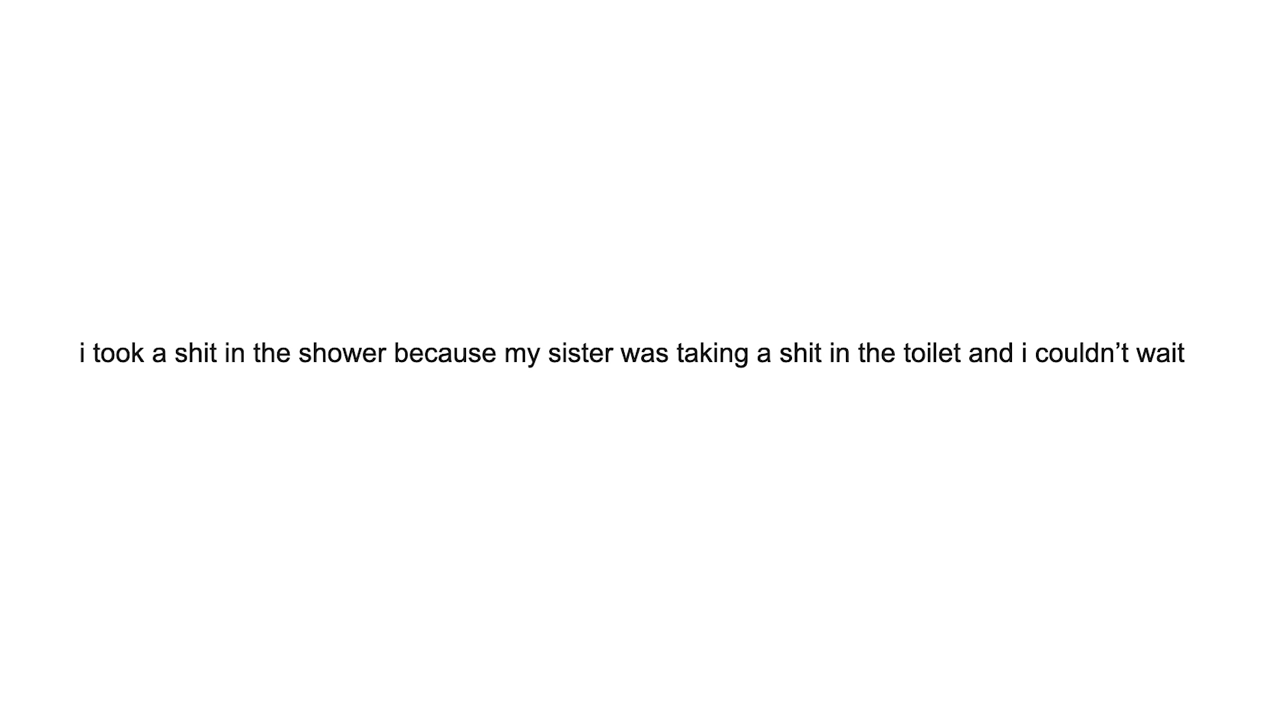 i took a shit in the shower because my sister was taking a shit in the toilet and i couldn’t wait